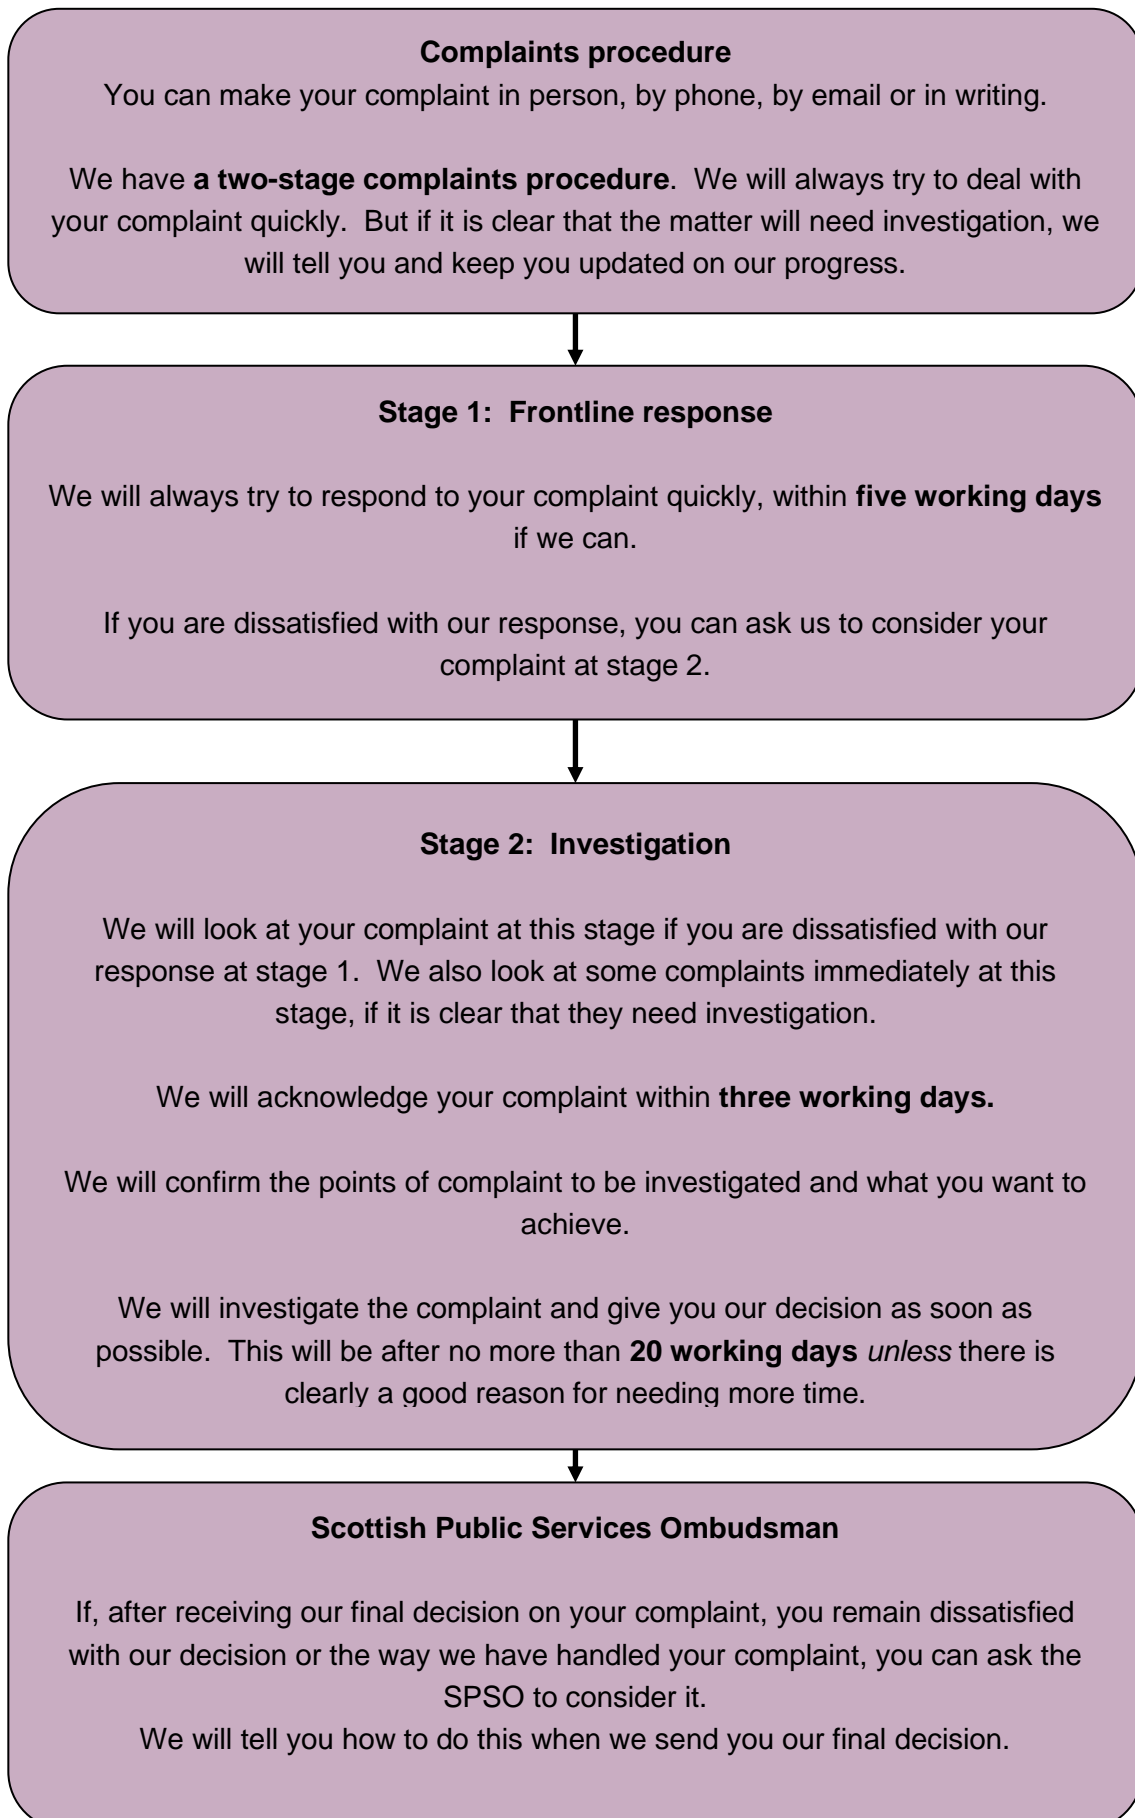 Complaints procedure
You can make your complaint in person, by phone, by email or in writing.
We have a two-stage complaints procedure.  We will always try to deal with
your complaint quickly.  But if it is clear that the matter will need investigation, we
will tell you and keep you updated on our progress.
Stage 1:  Frontline response
We will always try to respond to your complaint quickly, within five working days
if we can.
If you are dissatisfied with our response, you can ask us to consider your
complaint at stage 2.
Stage 2:  Investigation
We will look at your complaint at this stage if you are dissatisfied with our
response at stage 1.  We also look at some complaints immediately at this
stage, if it is clear that they need investigation.
We will acknowledge your complaint within three working days.
We will confirm the points of complaint to be investigated and what you want to
achieve.
We will investigate the complaint and give you our decision as soon as
possible.  This will be after no more than 20 working days unless there is
clearly a good reason for needing more time.
Scottish Public Services Ombudsman
If, after receiving our final decision on your complaint, you remain dissatisfied
with our decision or the way we have handled your complaint, you can ask the
SPSO to consider it.
We will tell you how to do this when we send you our final decision.